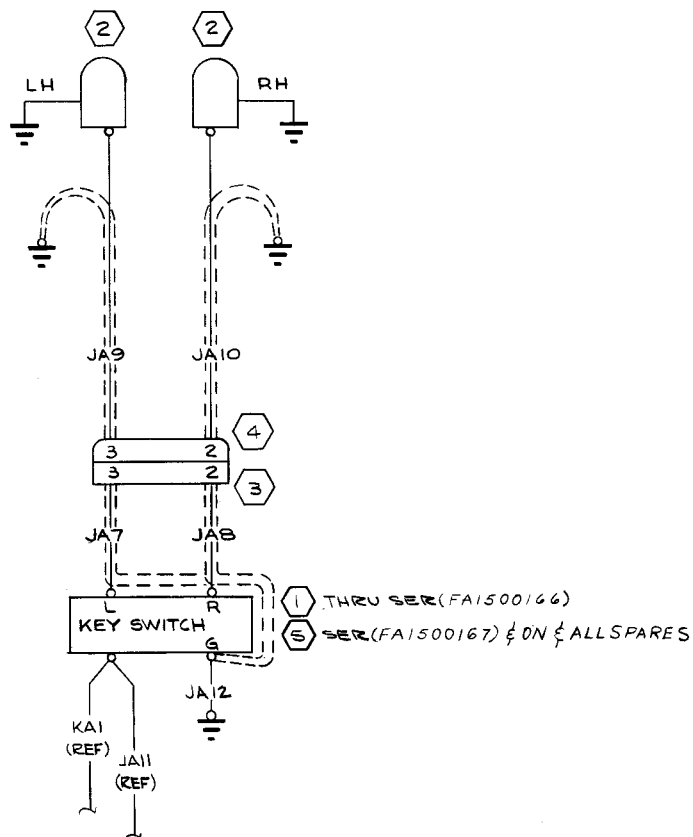 2 2
LH RH
JA9 JA10
4
3 2
3 2
3
JA7 JA8
1 THRU SER(FA1500166)
L R
KEY SWITCH
5 SER(FA1500167) & ON & ALL SPARES
G
JA12
KA1
(REF)
JA11
(REF)